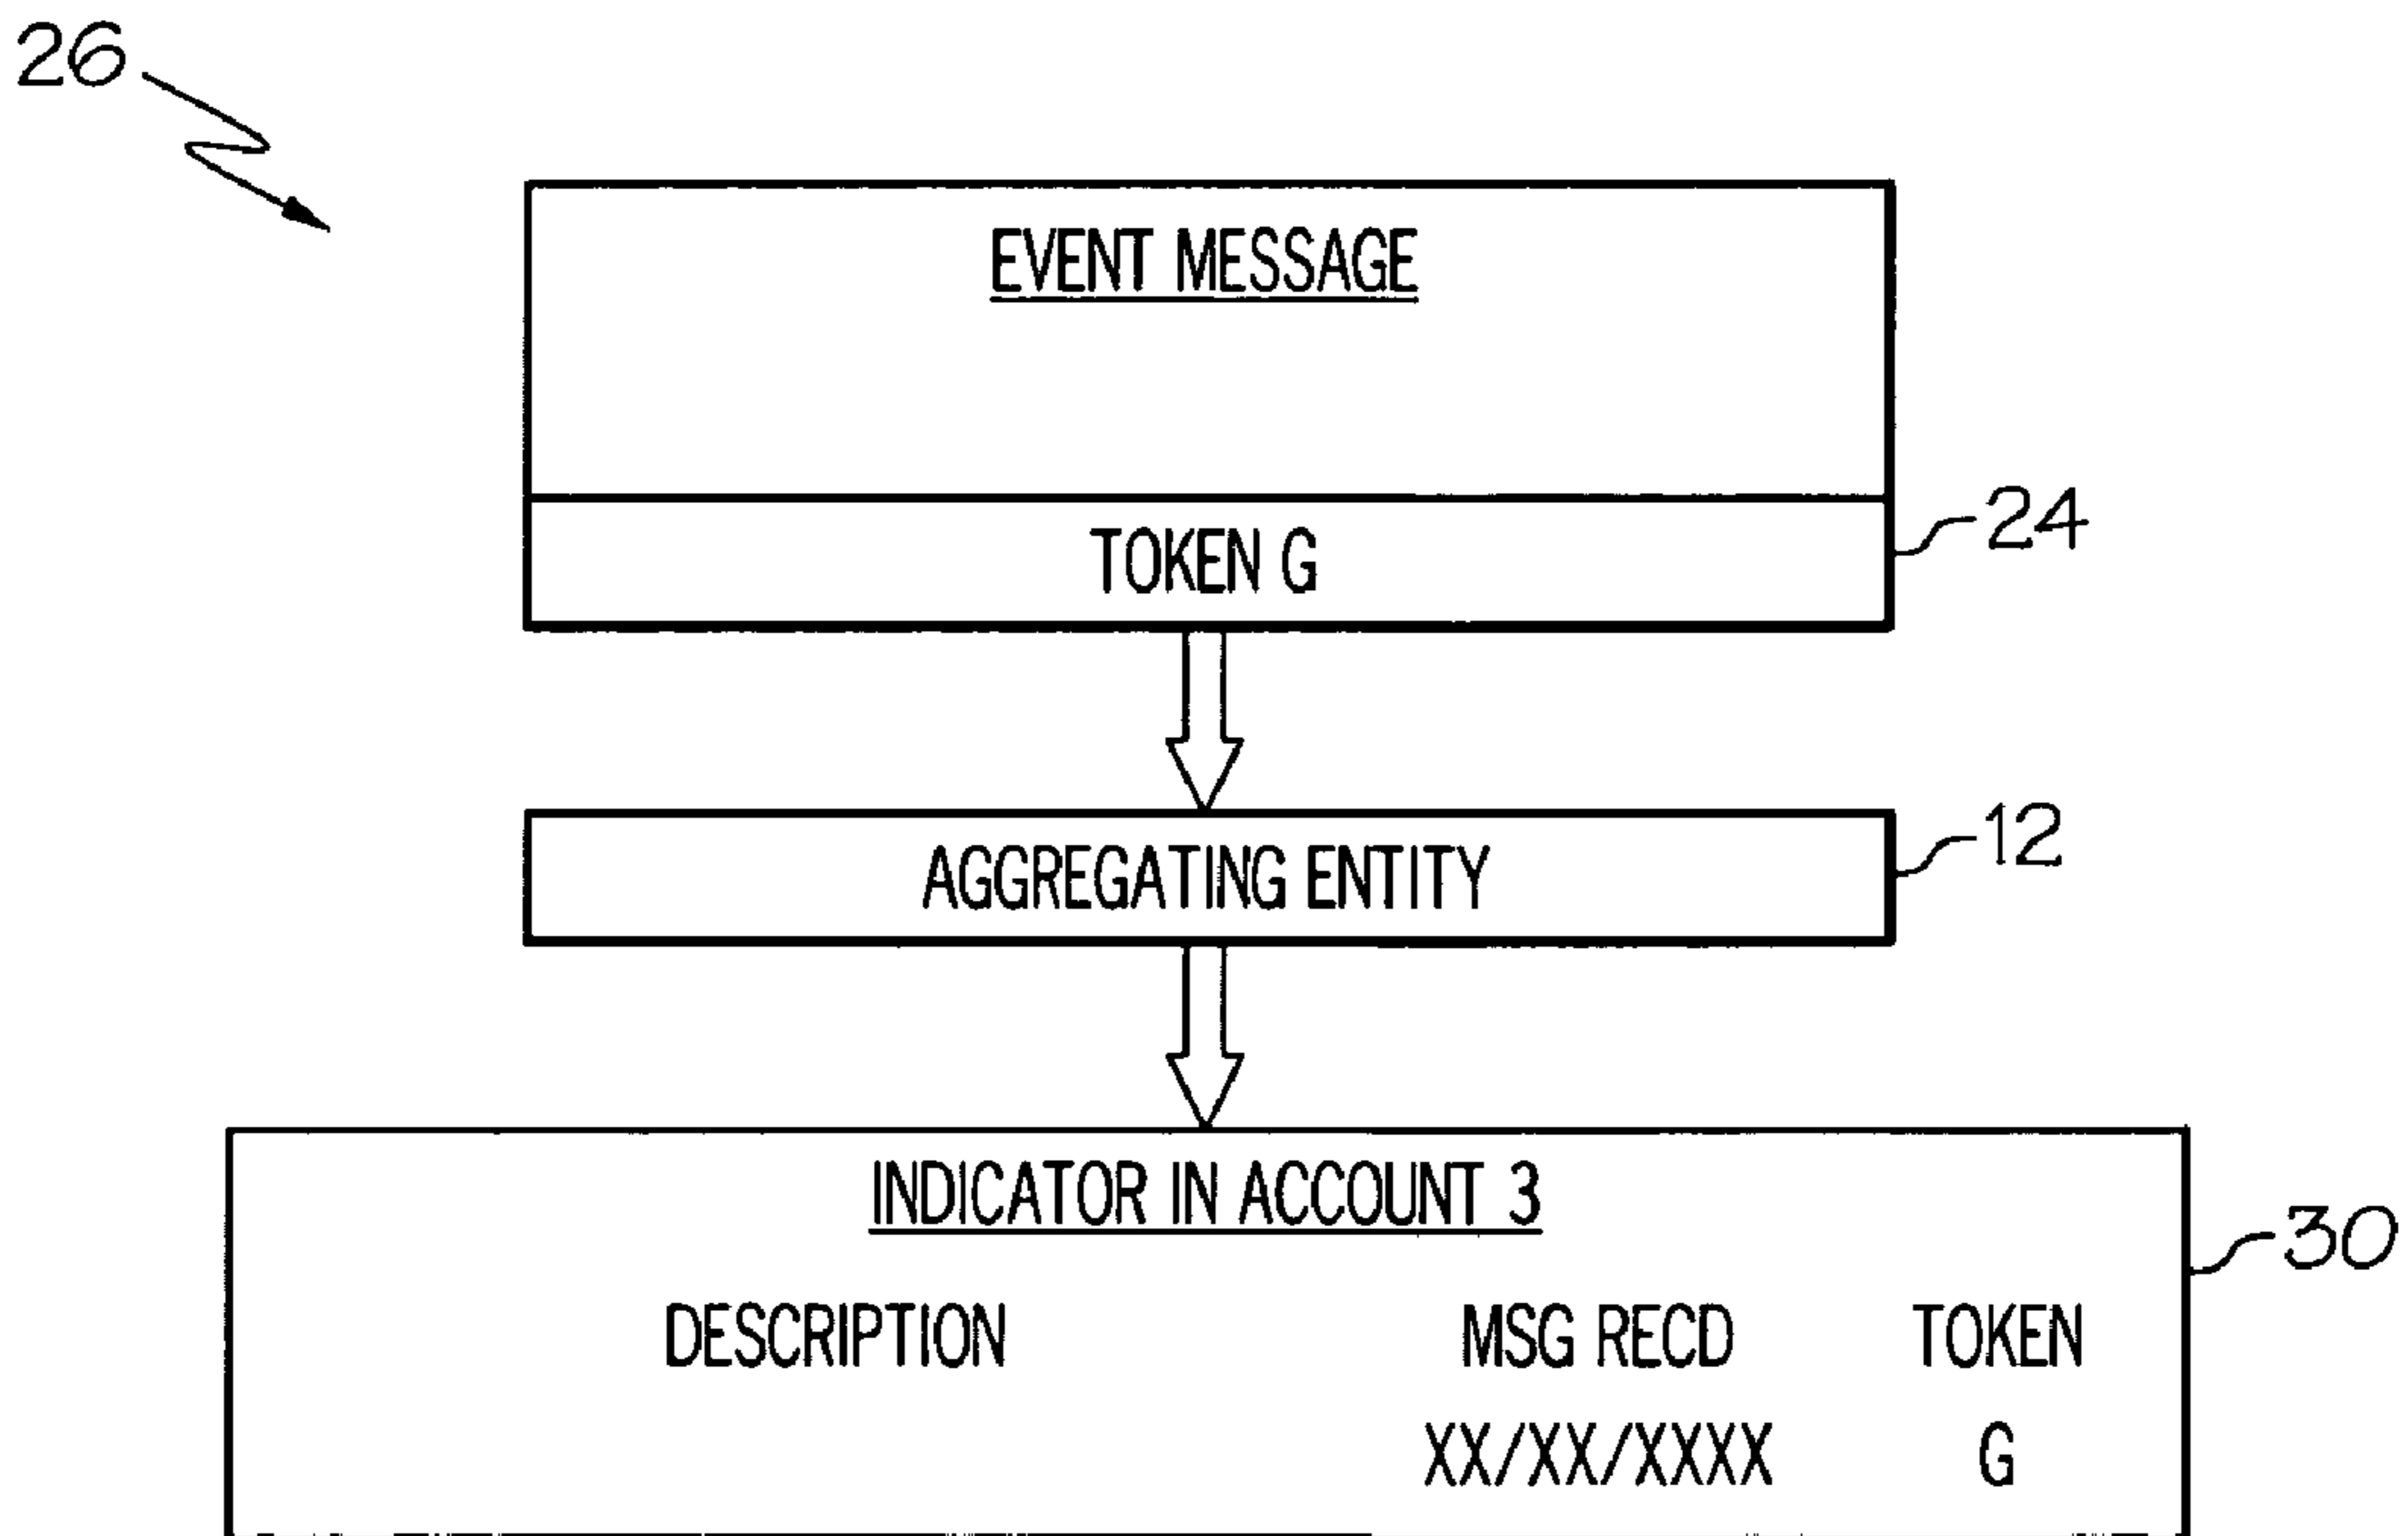 26
EVENT MESSAGE
TOKEN G
24
AGGREGATING ENTITY
12
INDICATOR IN ACCOUNT 3
30
DESCRIPTION MSG RECD TOKEN
XX/XX/XXXX G